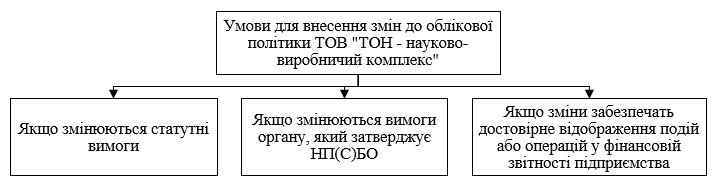 Умови для внесення змін до облікової
політики ТОВ "ТОН - науково-
виробничий комплекс"
Якщо змінюються статутні
вимоги
Якщо змінюються вимоги
органу, який затверджує
НП(С)БО
Якщо зміни забезпечать
достовірне відображення подій
або операцій у фінансовій
звітності підприємства